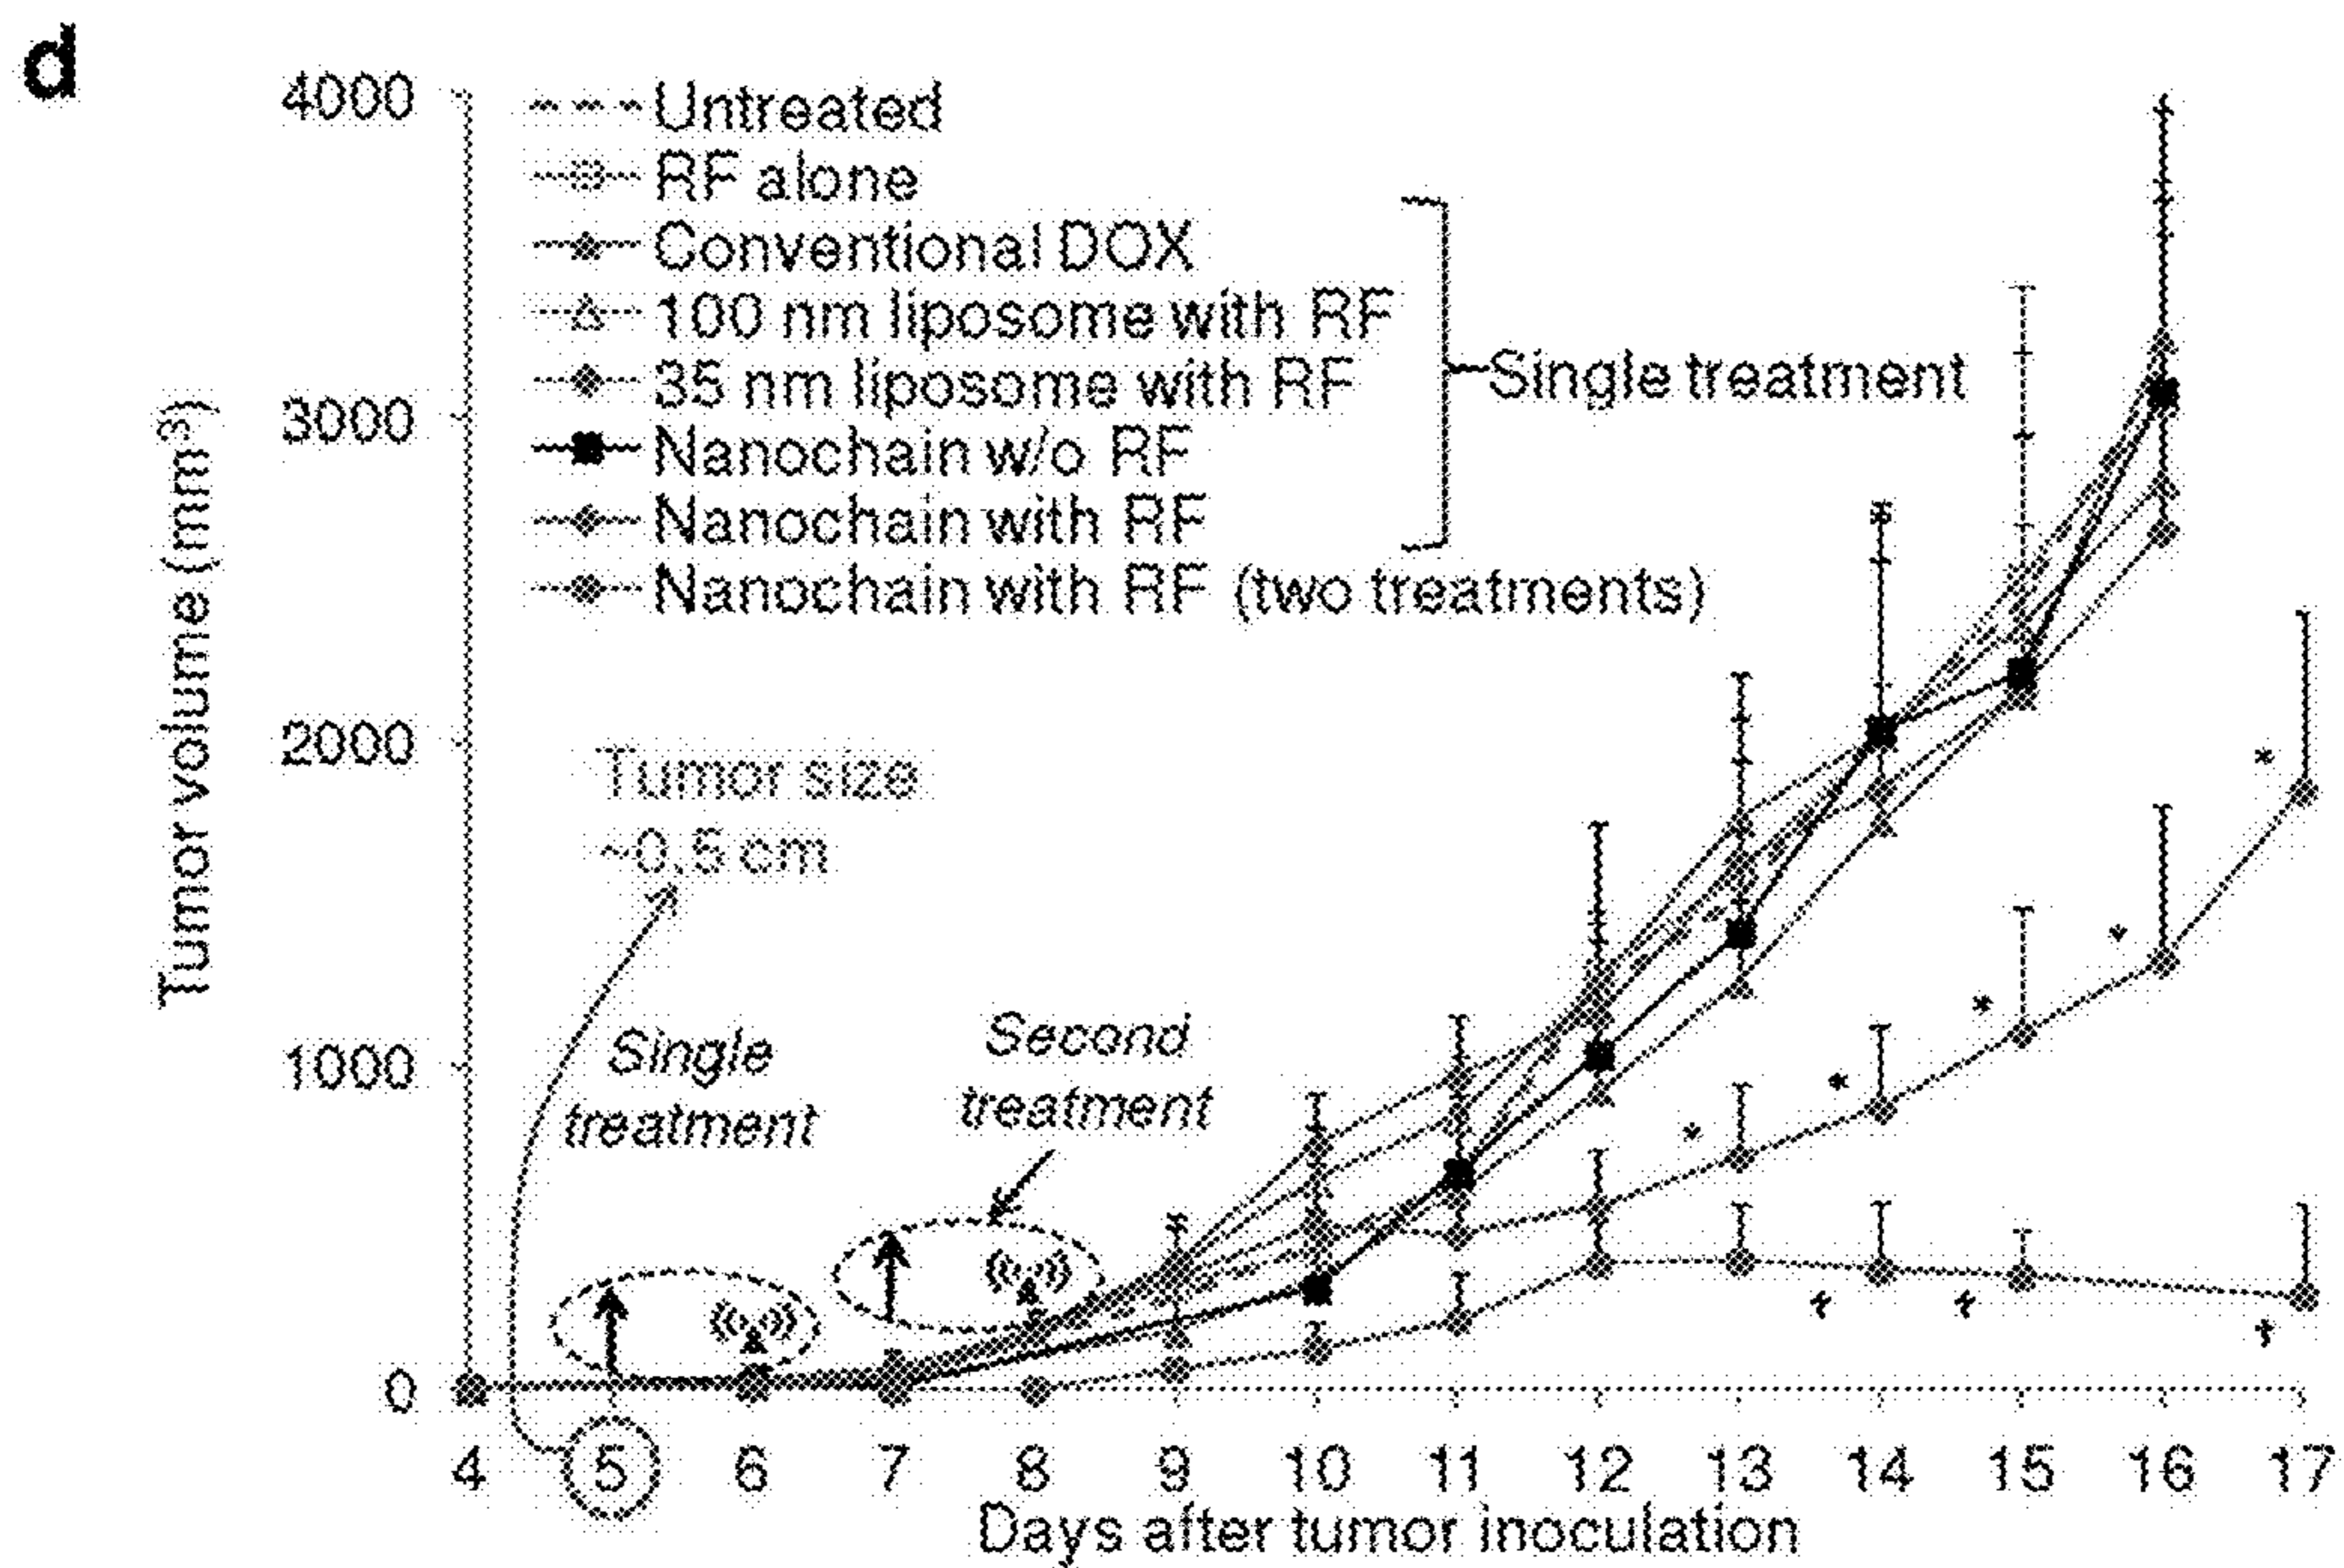 d
4000
3000
2000
1000
0
Tumor volume (mm³)
Untreated
RF alone
Conventional DOX
100 nm liposome with RF
35 nm liposome with RF
Nanochain w/o RF
Nanochain with RF
Nanochain with RF (two treatments)
Single treatment
Tumor size
~0.5 cm
Single
treatment
Second
treatment
* * * * *
† † †
4 5 6 7 8 9 10 11 12 13 14 15 16 17
Days after tumor inoculation